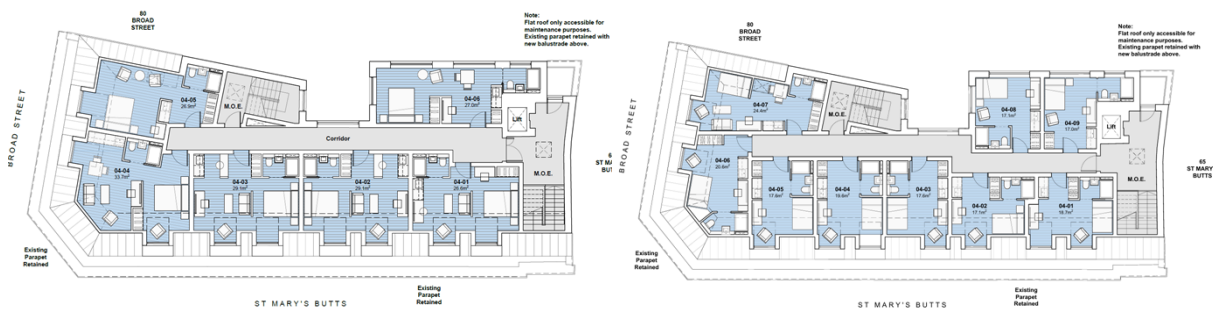 80
BROAD
STREET
Note:
Flat roof only accessible for
maintenance purposes.
Existing parapet retained with
new balustrade above.
BROAD STREET
04-05
26.9m²
M.O.E.
04-06
27.0m²
Lift
Corridor
M.O.E.
04-04
33.7m²
04-03
29.1m²
04-02
29.1m²
04-01
28.6m²
Existing
Parapet
Retained
Existing
Parapet
Retained
ST MARY'S BUTTS
6
ST MA
BUT
80
BROAD
STREET
Note:
Flat roof only accessible for
maintenance purposes.
Existing parapet retained with
new balustrade above.
BROAD STREET
04-07
24.4m²
M.O.E.
04-08
17.1m²
04-09
17.0m²
Lift
M.O.E.
04-06
20.6m²
04-05
17.6m²
04-04
04-03
17.6m²
04-02
17.1m²
04-01
65
ST MARY
BUTTS
Existing
Parapet
Retained
Existing
Parapet
Retained
ST MARY'S BUTTS